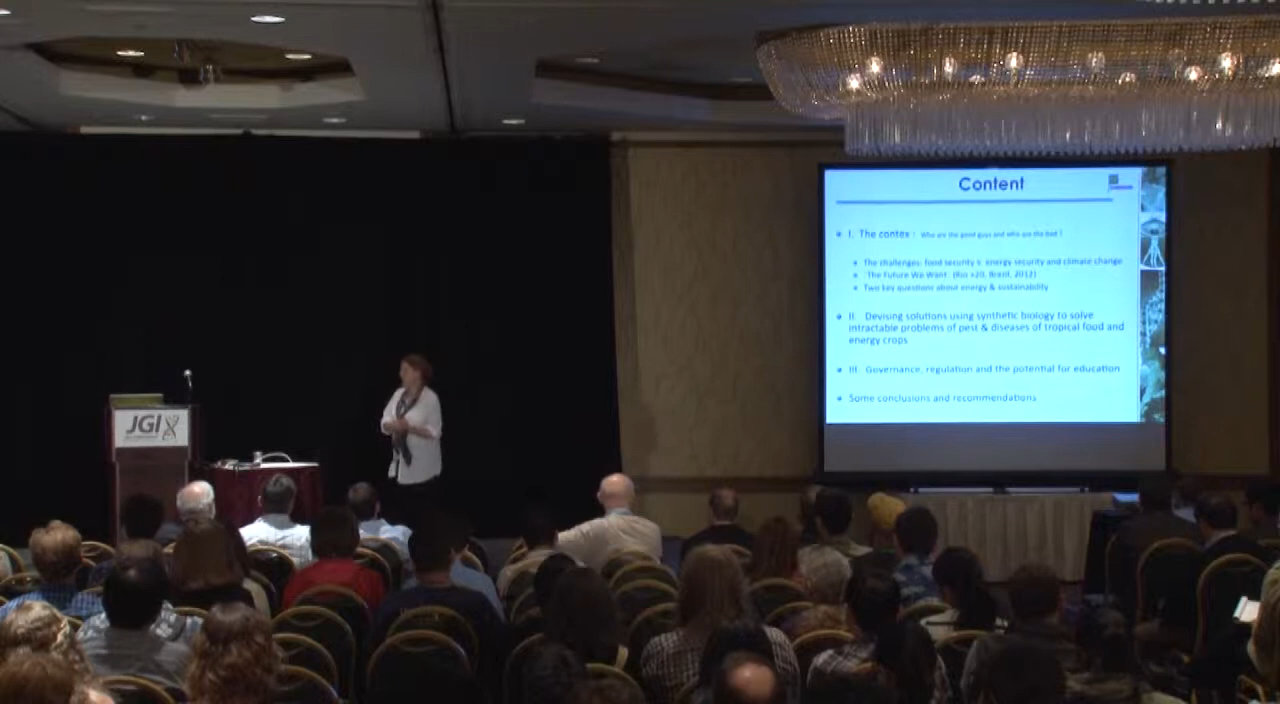 Content
I. The contex : Who are the good guys and who are the bad ?
The challenges: food security v. energy security and climate change
The Future We Want (Rio +20, Brent, 2012)
Two key questions about energy & sustainability
II. Devising solutions using synthetic biology to solve
intractable problems of pest & diseases of tropical food and
energy crops
III. Governance, regulation and the potential for education
Some conclusions and recommendations
JGI